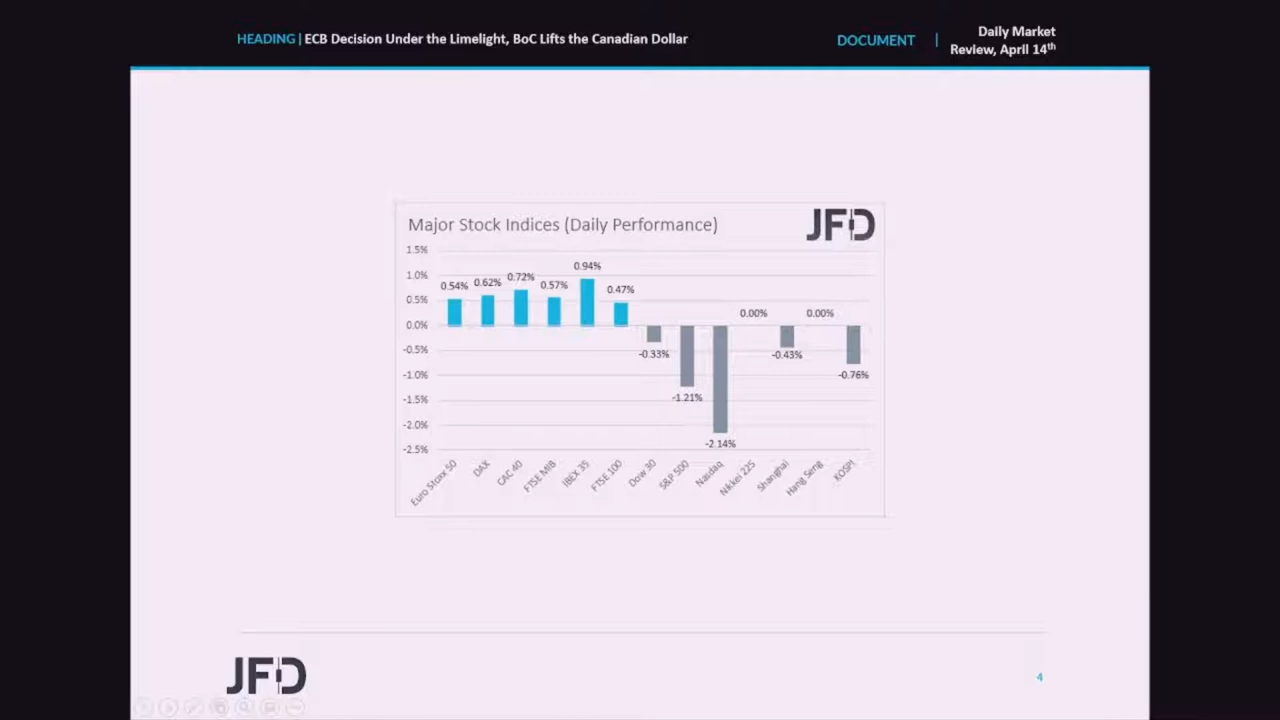 HEADING | ECB Decision Under the Limelight, BoC Lifts the Canadian Dollar
DOCUMENT |
Daily Market
Review, April 14th
Major Stock Indices (Daily Performance)
JFD
1.5%
1.0%
0.5%
0.0%
-0.5%
-1.0%
-1.5%
-2.0%
-2.5%
0.54%
0.62%
0.72%
0.57%
0.94%
0.47%
-0.33%
-1.21%
-2.14%
0.00%
-0.43%
0.00%
-0.76%
Euro Stoxx 50
DAX
CAC 40
FTSE MIB
IBEX 35
FTSE 100
Dow 30
S&P 500
Nasdaq
Nikkei 225
Shanghai
Hang Seng
KOSPI
JFD
4